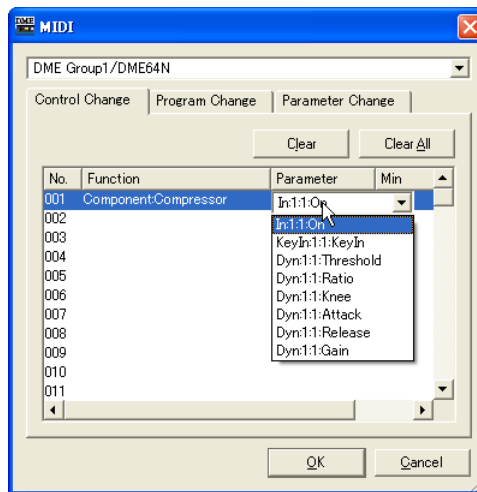 DME MIDI
DME Group1/DME64N
Control Change Program Change Parameter Change
Clear Clear All
No. Function Parameter Min
001 Component:Compressor In:1:1:On
002 In:1:1:On
003 KeyIn:1:1:KeyIn
004 Dyn:1:1:Threshold
005 Dyn:1:1:Ratio
006 Dyn:1:1:Knee
007 Dyn:1:1:Attack
008 Dyn:1:1:Release
009 Dyn:1:1:Gain
010
011
OK Cancel